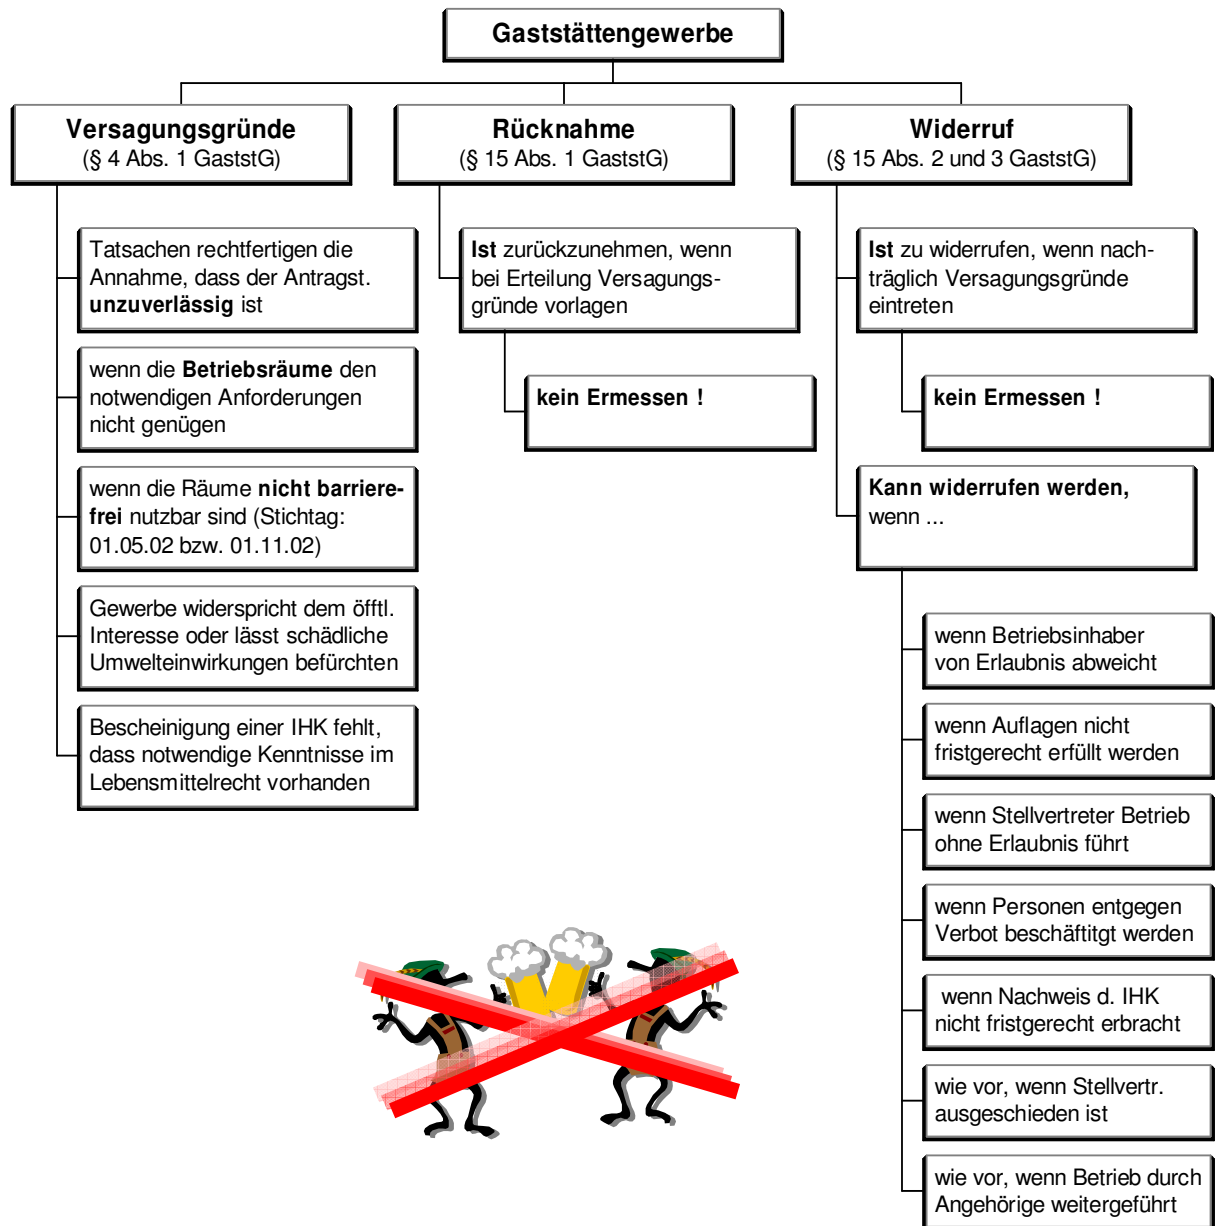 Gaststättengewerbe
Versagungsgründe
(§ 4 Abs. 1 GaststG)
Tatsachen rechtfertigen die
Annahme, dass der Antragst.
unzuverlässig ist
wenn die Betriebsräume den
notwendigen Anforderungen
nicht genügen
wenn die Räume nicht barriere-
frei nutzbar sind (Stichtag:
01.05.02 bzw. 01.11.02)
Gewerbe widerspricht dem öfftl.
Interesse oder lässt schädliche
Umwelteinwirkungen befürchten
Bescheinigung einer IHK fehlt,
dass notwendige Kenntnisse im
Lebensmittelrecht vorhanden
Rücknahme
(§ 15 Abs. 1 GaststG)
Ist zurückzunehmen, wenn
bei Erteilung Versagungs-
gründe vorlagen
kein Ermessen !
Widerruf
(§ 15 Abs. 2 und 3 GaststG)
Ist zu widerrufen, wenn nach-
träglich Versagungsgründe
eintreten
kein Ermessen !
Kann widerrufen werden,
wenn ...
wenn Betriebsinhaber
von Erlaubnis abweicht
wenn Auflagen nicht
fristgerecht erfüllt werden
wenn Stellvertreter Betrieb
ohne Erlaubnis führt
wenn Personen entgegen
Verbot beschäftitgt werden
wenn Nachweis d. IHK
nicht fristgerecht erbracht
wie vor, wenn Stellvertr.
ausgeschieden ist
wie vor, wenn Betrieb durch
Angehörige weitergeführt